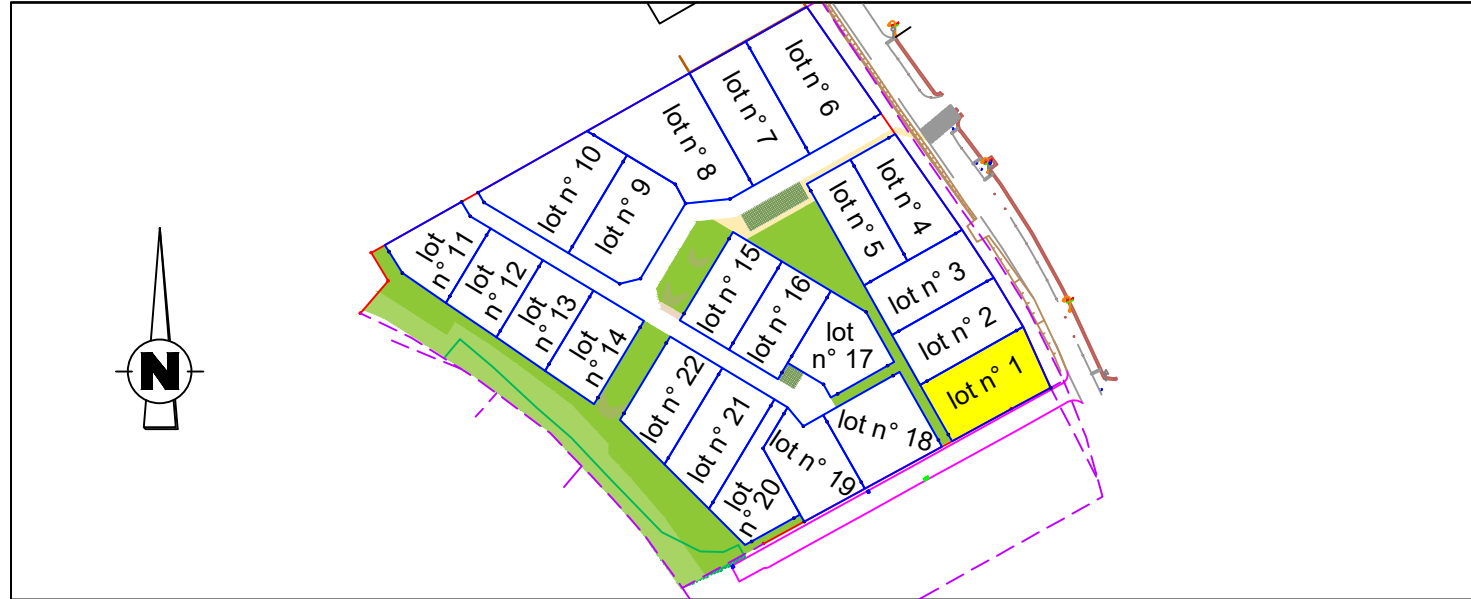 lot n° 6
lot n° 7
lot n° 8
lot n° 10
lot n° 9
lot n° 4
lot n° 5
lot
n° 11
lot
n° 12
lot
n° 13
lot
n° 14
lot n° 15
lot n° 16
lot
n° 17
lot n° 3
lot n° 2
lot n° 1
N
lot n° 22
lot n° 21
lot n° 18
lot n° 19
lot
n° 20